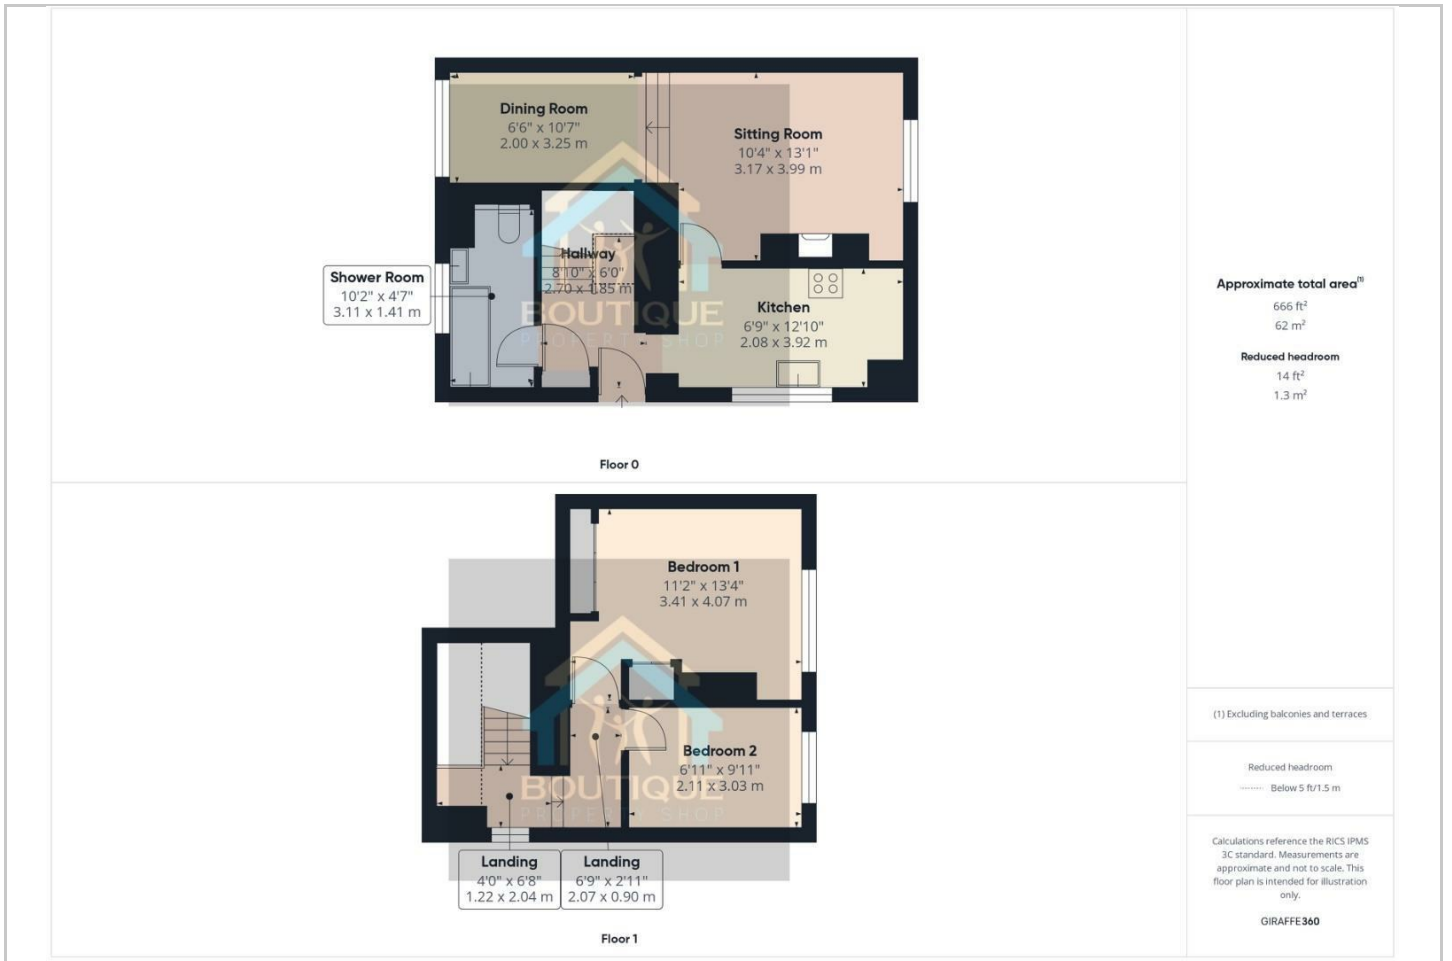 Dining Room
6'6" x 10'7"
2.00 x 3.25 m
Sitting Room
10'4" x 13'1"
3.17 x 3.99 m
Hallway
8'10" x 6'0"
2.70 x 1.85 m
Shower Room
10'2" x 4'7"
3.11 x 1.41 m
Kitchen
6'9" x 12'10"
2.08 x 3.92 m
BOUTIQUE
PROPERTY SHOP
Floor 0
Bedroom 1
11'2" x 13'4"
3.41 x 4.07 m
Bedroom 2
6'11" x 9'11"
2.11 x 3.03 m
BOUTIQUE
PROPERTY SHOP
Landing
4'0" x 6'8"
1.22 x 2.04 m
Landing
6'9" x 2'11"
2.07 x 0.90 m
Floor 1
Approximate total area(1)
666 ft²
62 m²
Reduced headroom
14 ft²
1.3 m²
(1) Excluding balconies and terraces
Reduced headroom
Below 5 ft/1.5 m
Calculations reference the RICS IPMS
3C standard. Measurements are
approximate and not to scale. This
floor plan is intended for illustration
only.
GIRAFFE360